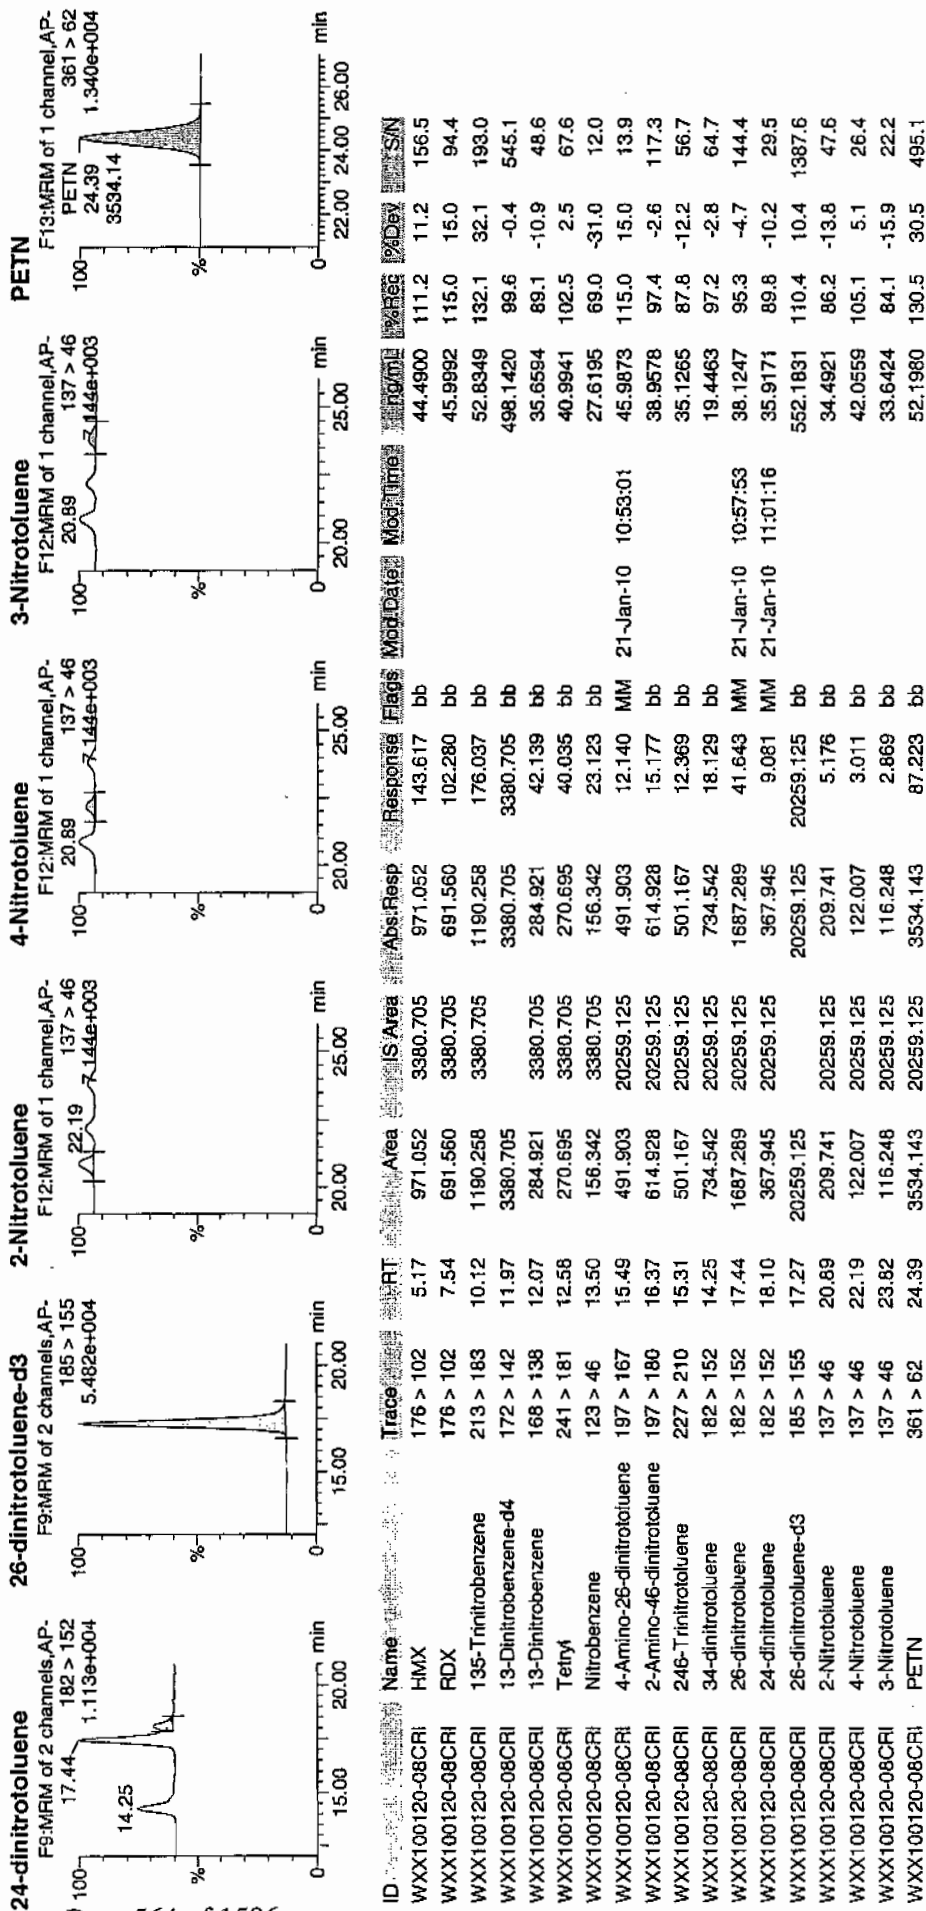 24-dinitrotoluene
F9:MRM of 2 channels,AP-
17.44 182 > 152
1.113e+004
14.25
100
%
0
15.00 20.00 min
26-dinitrotoluene-d3
F9:MRM of 2 channels,AP-
185 > 155
5.482e+004
100
%
0
15.00 20.00 min
2-Nitrotoluene
F12:MRM of 1 channel,AP-
22.19 137 > 46
7.144e+003
100
%
0
20.00 25.00 min
4-Nitrotoluene
F12:MRM of 1 channel,AP-
20.89 137 > 46
7.144e+003
100
%
0
20.00 25.00 min
3-Nitrotoluene
F12:MRM of 1 channel,AP-
20.89 137 > 46
7.144e+003
100
%
0
20.00 25.00 min
PETN
F13:MRM of 1 channel,AP-
PETN 361 > 62
24.39 1.340e+004
3534.14
100
%
0
22.00 24.00 26.00 min
ID Name Trace RT Area IS Area Abs.Resp Response Flags Mod.Date Mod.Time ng/mL %Rec %Dev S/N
WXX100120-08CRI HMX 176 > 102 5.17 971.052 3380.705 971.052 143.617 bb 44.4900 111.2 11.2 156.5
WXX100120-08CRI RDX 176 > 102 7.54 691.560 3380.705 691.560 102.280 bb 45.9992 115.0 15.0 94.4
WXX100120-08CRI 135-Trinitrobenzene 213 > 183 10.12 1190.258 3380.705 1190.258 176.037 bb 52.8349 132.1 32.1 193.0
WXX100120-08CRI 13-Dinitrobenzene-d4 172 > 142 11.97 3380.705 3380.705 3380.705 bb 498.1420 99.6 -0.4 545.1
WXX100120-08CRI 13-Dinitrobenzene 168 > 138 12.07 284.921 3380.705 284.921 42.139 bb 35.6594 89.1 -10.9 48.6
WXX100120-08CRI Tetryl 241 > 181 12.58 270.695 3380.705 270.695 40.035 bb 40.9941 102.5 2.5 67.6
WXX100120-08CRI Nitrobenzene 123 > 46 13.50 156.342 3380.705 156.342 23.123 bb 27.6195 69.0 -31.0 12.0
WXX100120-08CRI 4-Amino-26-dinitrotoluene 197 > 167 15.49 491.903 20259.125 491.903 12.140 MM 21-Jan-10 10:53:01 45.9873 115.0 15.0 13.9
WXX100120-08CRI 2-Amino-46-dinitrotoluene 197 > 180 16.37 614.928 20259.125 614.928 15.177 bb 38.9578 97.4 -2.6 117.3
WXX100120-08CRI 246-Trinitrotoluene 227 > 210 15.31 501.167 20259.125 501.167 12.369 bb 35.1265 87.8 -12.2 56.7
WXX100120-08CRI 34-dinitrotoluene 182 > 152 14.25 734.542 20259.125 734.542 18.129 bb 19.4463 97.2 -2.8 64.7
WXX100120-08CRI 26-dinitrotoluene 182 > 152 17.44 1687.289 20259.125 1687.289 41.643 MM 21-Jan-10 10:57:53 38.1247 95.3 -4.7 144.4
WXX100120-08CRI 24-dinitrotoluene 182 > 152 18.10 367.945 20259.125 367.945 9.081 MM 21-Jan-10 11:01:16 35.9171 89.8 -10.2 29.5
WXX100120-08CRI 26-dinitrotoluene-d3 185 > 155 17.27 20259.125 20259.125 20259.125 bb 552.1831 110.4 10.4 1387.6
WXX100120-08CRI 2-Nitrotoluene 137 > 46 20.89 209.741 20259.125 209.741 5.176 bb 34.4921 86.2 -13.8 47.6
WXX100120-08CRI 4-Nitrotoluene 137 > 46 22.19 122.007 20259.125 122.007 3.011 bb 42.0559 105.1 5.1 26.4
WXX100120-08CRI 3-Nitrotoluene 137 > 46 23.82 116.248 20259.125 116.248 2.869 bb 33.6424 84.1 -15.9 22.2
WXX100120-08CRI PETN 361 > 62 24.39 3534.143 20259.125 3534.143 87.223 bb 52.1980 130.5 30.5 495.1